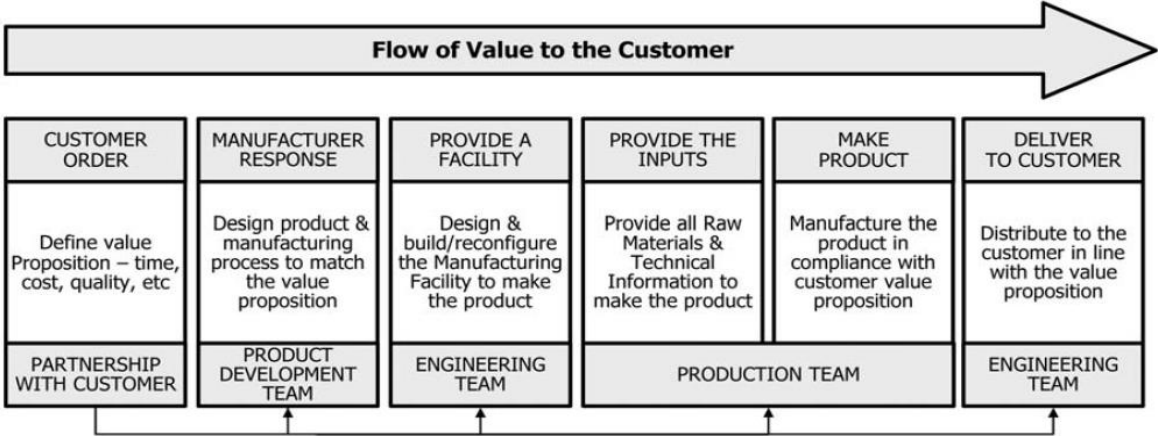 Flow of Value to the Customer
CUSTOMER
ORDER
Define value
Proposition – time,
cost, quality, etc
PARTNERSHIP
WITH CUSTOMER
MANUFACTURER
RESPONSE
Design product &
manufacturing
process to match
the value
proposition
PRODUCT
DEVELOPMENT
TEAM
PROVIDE A
FACILITY
Design &
build/reconfigure
the Manufacturing
Facility to make
the product
ENGINEERING
TEAM
PROVIDE THE
INPUTS
Provide all Raw
Materials &
Technical
Information to
make the product
MAKE
PRODUCT
Manufacture the
product in
compliance with
customer value
proposition
PRODUCTION TEAM
DELIVER
TO CUSTOMER
Distribute to the
customer in line
with the value
proposition
ENGINEERING
TEAM